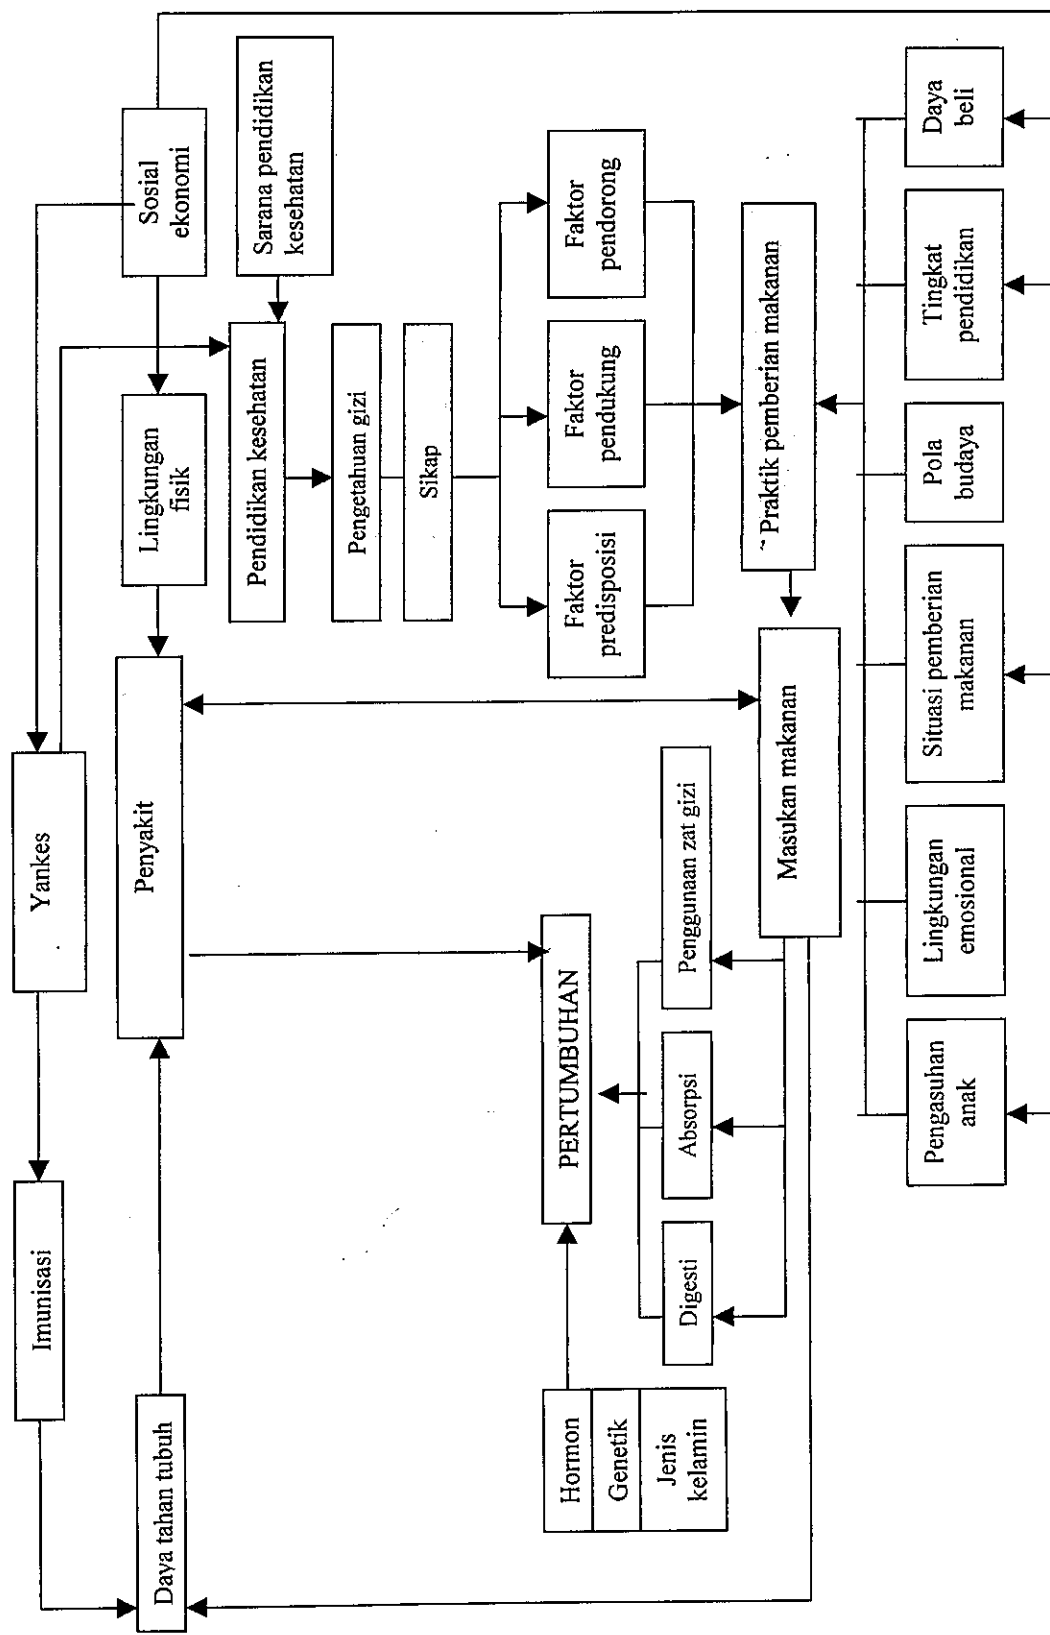 Imunisasi
Yankes
Daya tahan tubuh
Penyakit
Lingkungan
fisik
Sosial
ekonomi
Pendidikan kesehatan
Sarana pendidikan
kesehatan
Pengetahuan gizi
Sikap
Hormon
Genetik
Jenis
kelamin
PERTUMBUHAN
Faktor
predisposisi
Faktor
pendukung
Faktor
pendorong
Digesti
Absorpsi
Penggunaan zat gizi
Masukan makanan
Praktik pemberian makanan
Pengasuhan
anak
Lingkungan
emosional
Situasi pemberian
makanan
Pola
budaya
Tingkat
pendidikan
Daya
beli